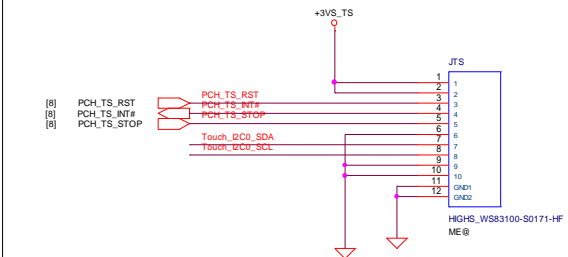 +3VS_TS
JTS
1 1
2 2
[8] PCH_TS_RST PCH_TS_RST 3 3
[8] PCH_TS_INT# PCH_TS_INT# 4 4
[8] PCH_TS_STOP PCH_TS_STOP 5 5
6 6
Touch_I2C0_SDA 7 7
Touch_I2C0_SCL 8 8
9 9
10 10
11 GND1
12 GND2
HIGHS_WS83100-S0171-HF
ME@